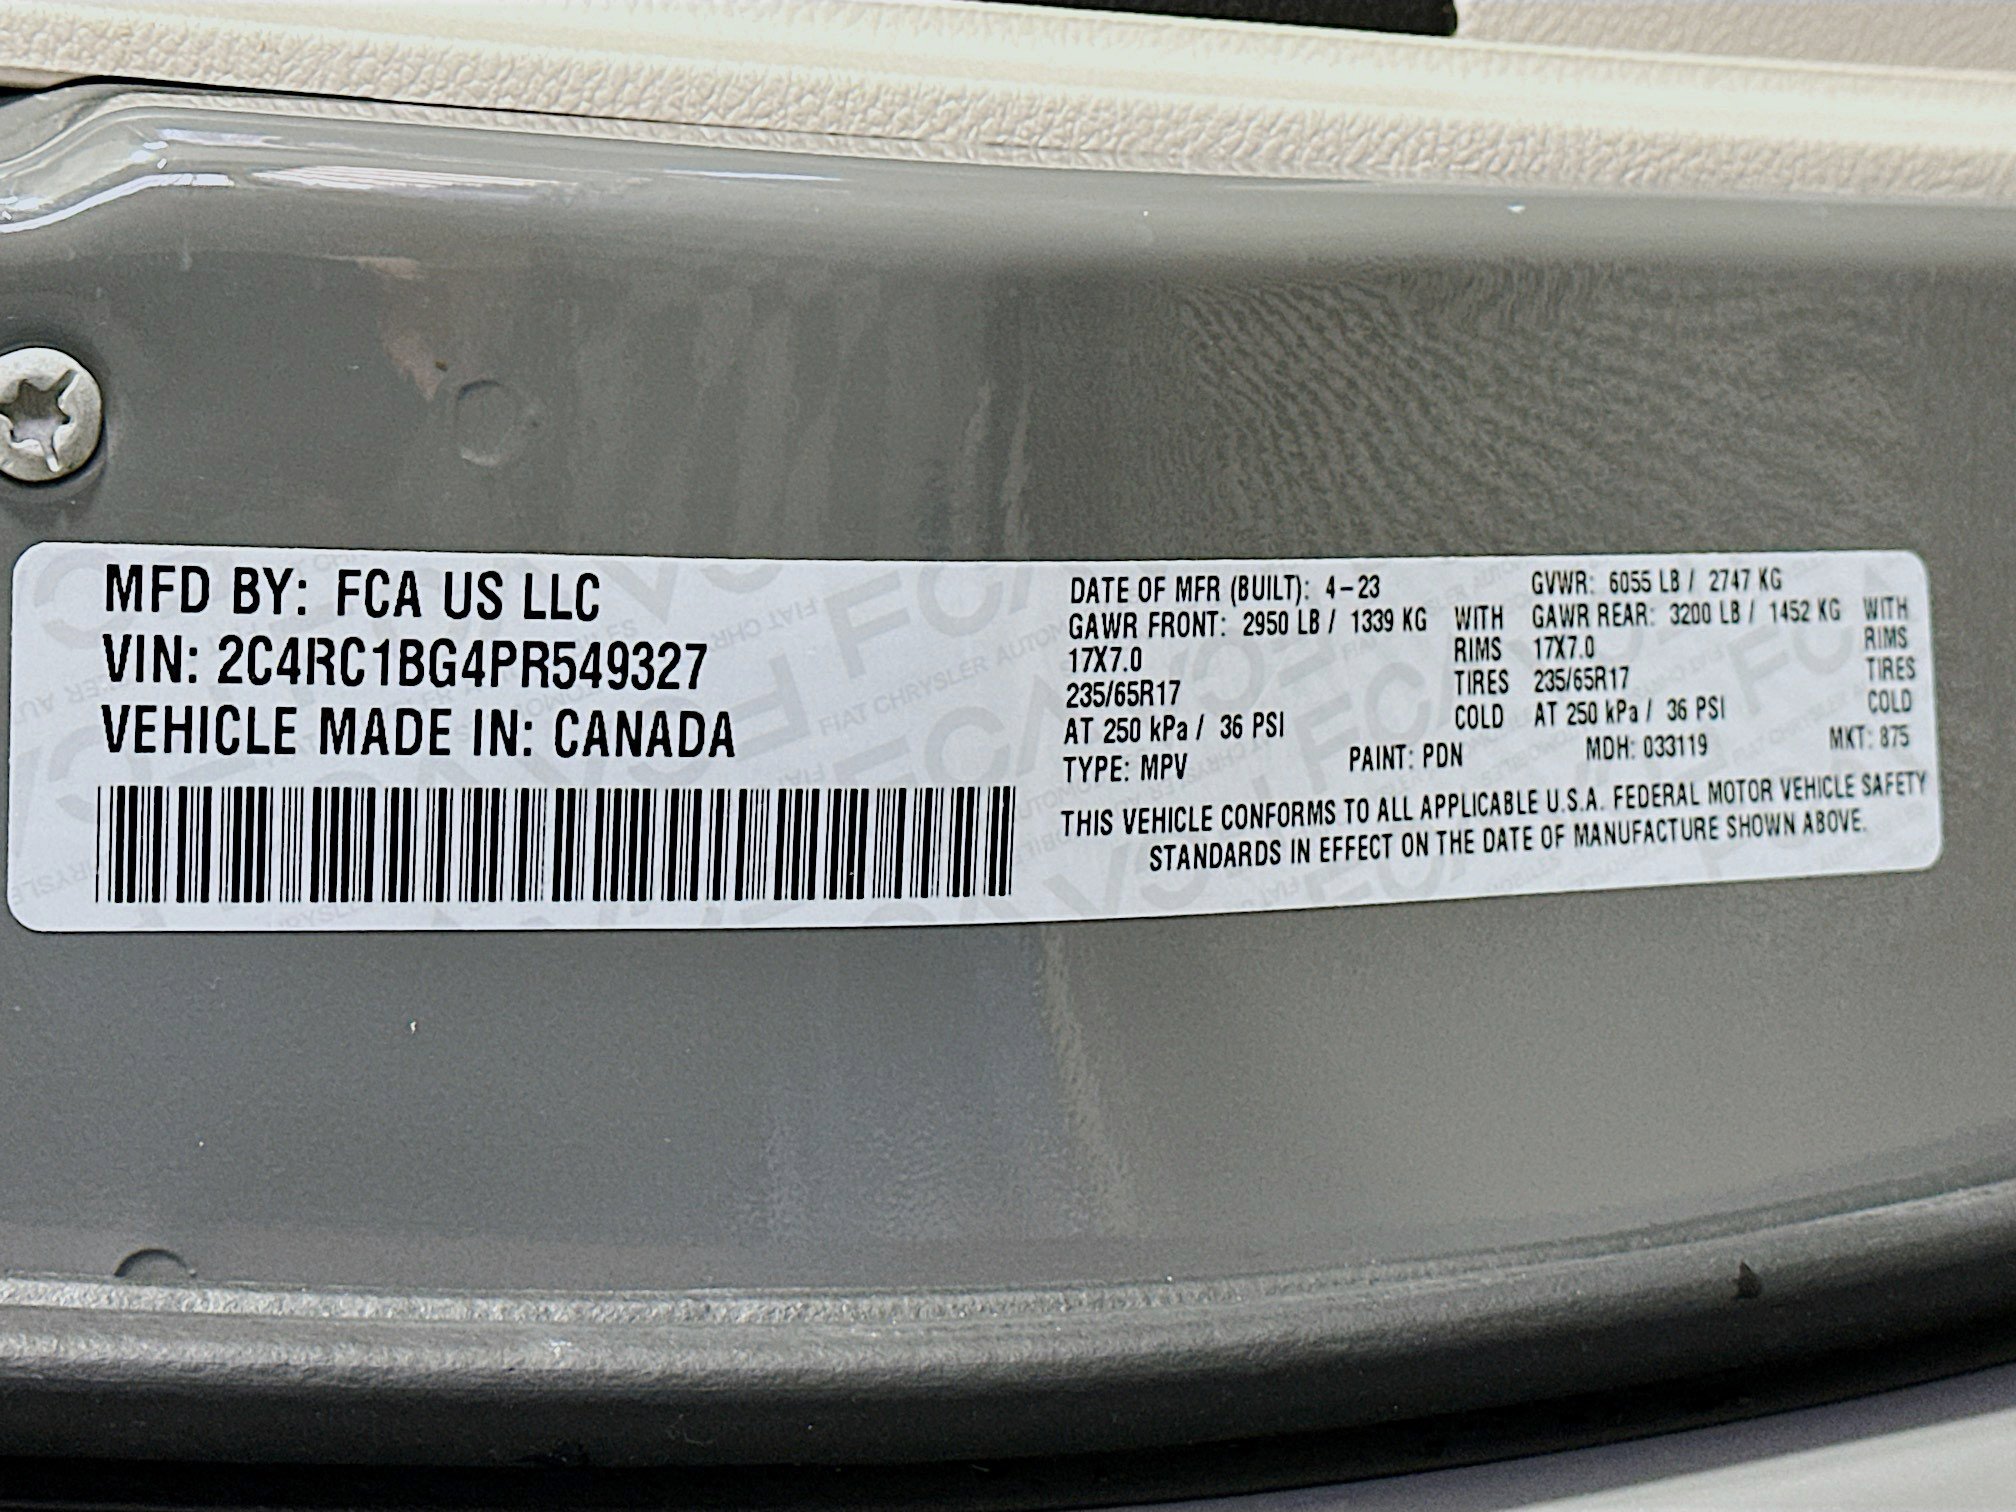 MFD BY: FCA US LLC
VIN: 2C4RC1BG4PR549327
VEHICLE MADE IN: CANADA
DATE OF MFR (BUILT): 4-23 GVWR: 6055 LB / 2747 KG
GAWR FRONT: 2950 LB / 1339 KG WITH GAWR REAR: 3200 LB / 1452 KG WITH
17X7.0 RIMS 17X7.0 RIMS
235/65R17 TIRES 235/65R17 TIRES
AT 250 kPa / 36 PSI COLD AT 250 kPa / 36 PSI COLD
TYPE: MPV PAINT: PDN MDH: 033119 MKT: 875
THIS VEHICLE CONFORMS TO ALL APPLICABLE U.S.A. FEDERAL MOTOR VEHICLE SAFETY
STANDARDS IN EFFECT ON THE DATE OF MANUFACTURE SHOWN ABOVE.